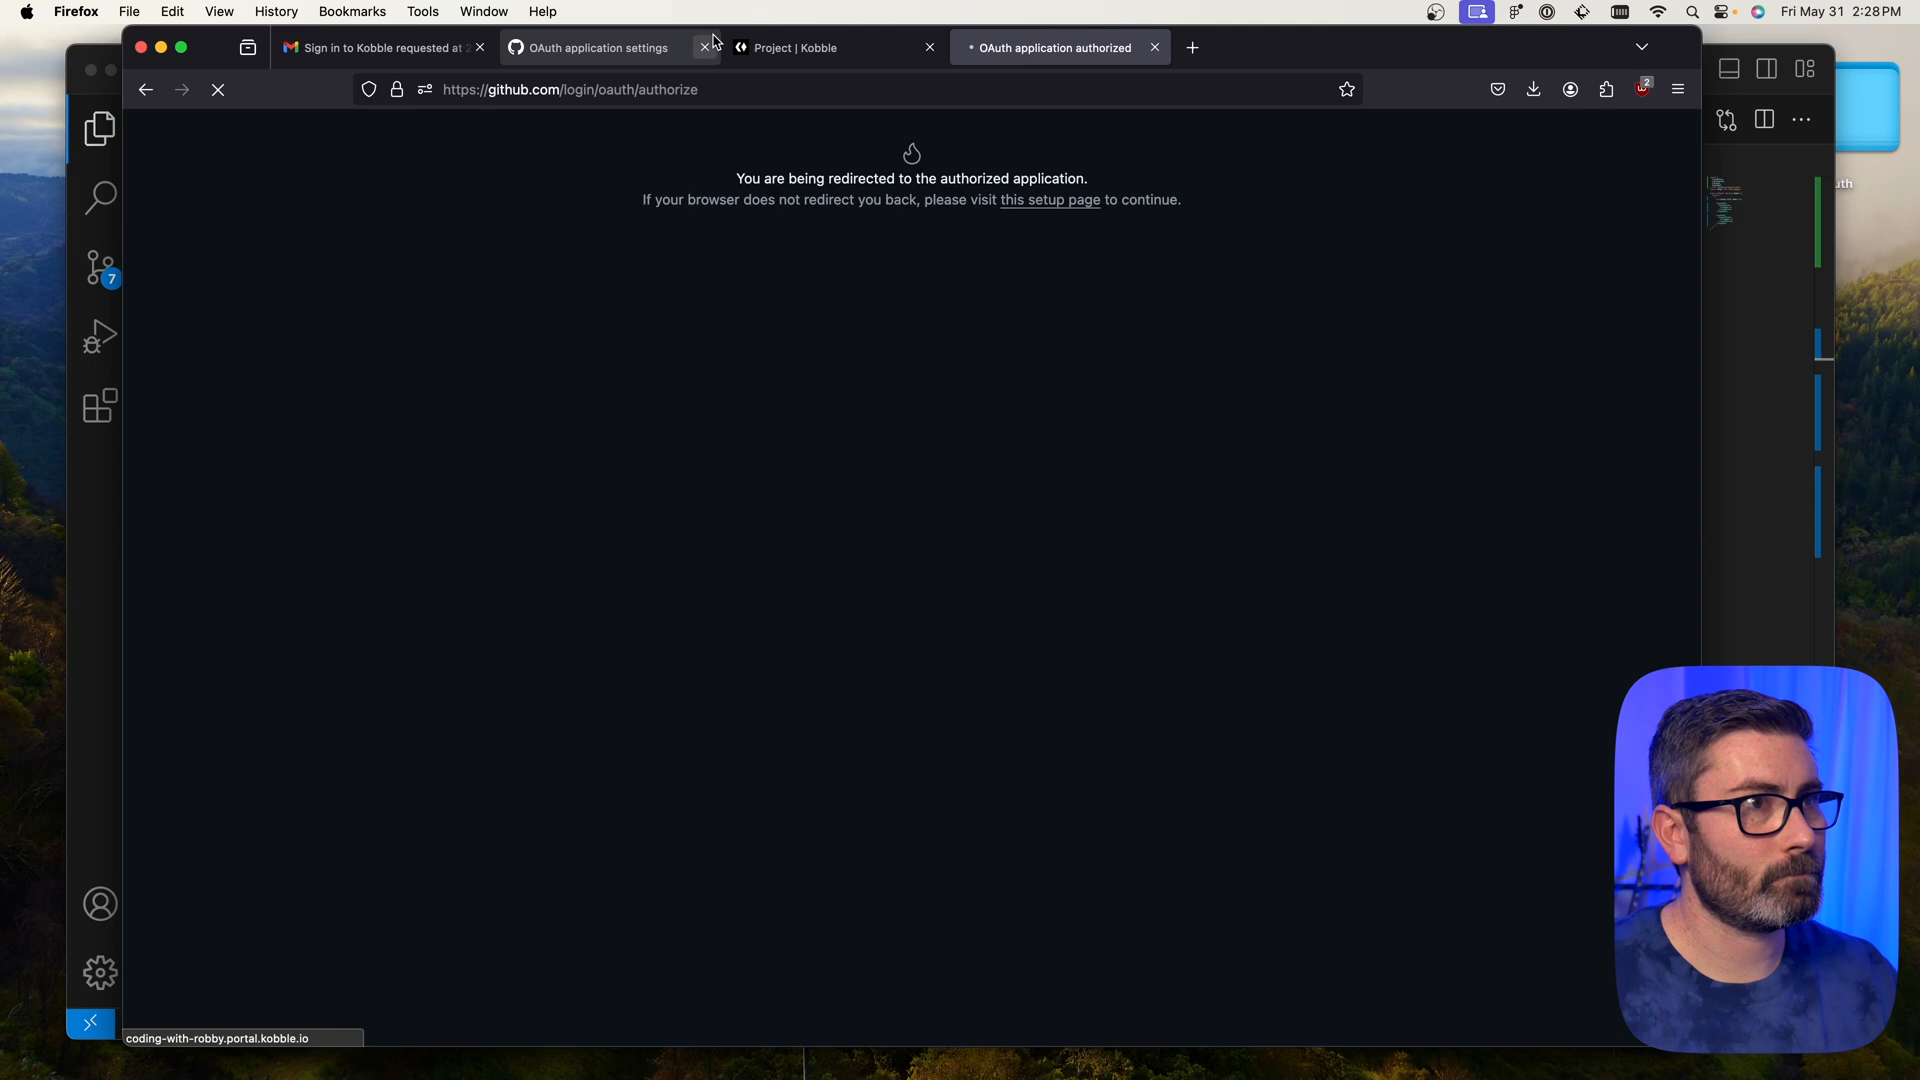 Firefox File Edit View History Bookmarks Tools Window Help Fri May 31 2:28 PM
Sign in to Kobble requested at 2 OAuth application settings Project | Kobble OAuth application authorized
https://github.com/login/oauth/authorize 2
You are being redirected to the authorized application.
If your browser does not redirect you back, please visit this setup page to continue.
7
coding-with-robby.portal.kobble.io